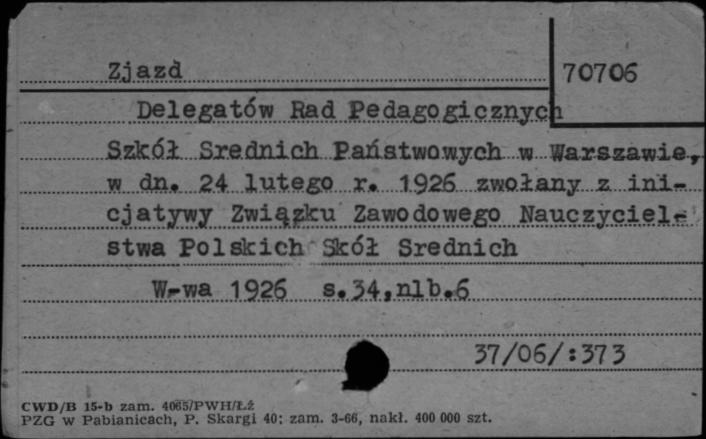 Zjazd
70706
Delegatów Rad Pedagogicznych
Szkół Srednich Państwowych w Warszawie,
w dn. 24 lutego r. 1926 zwołany z ini-
cjatywy Związku Zawodowego Nauczyciel-
stwa Polskich Skół Srednich
W-wa 1926 s.34,nlb.6
37/06/:373
CWD/B 15-b zam. 4065/PWH/Łż
PZG w Pabianicach, P. Skargi 40; zam. 3-66, nakł. 400 000 szt.